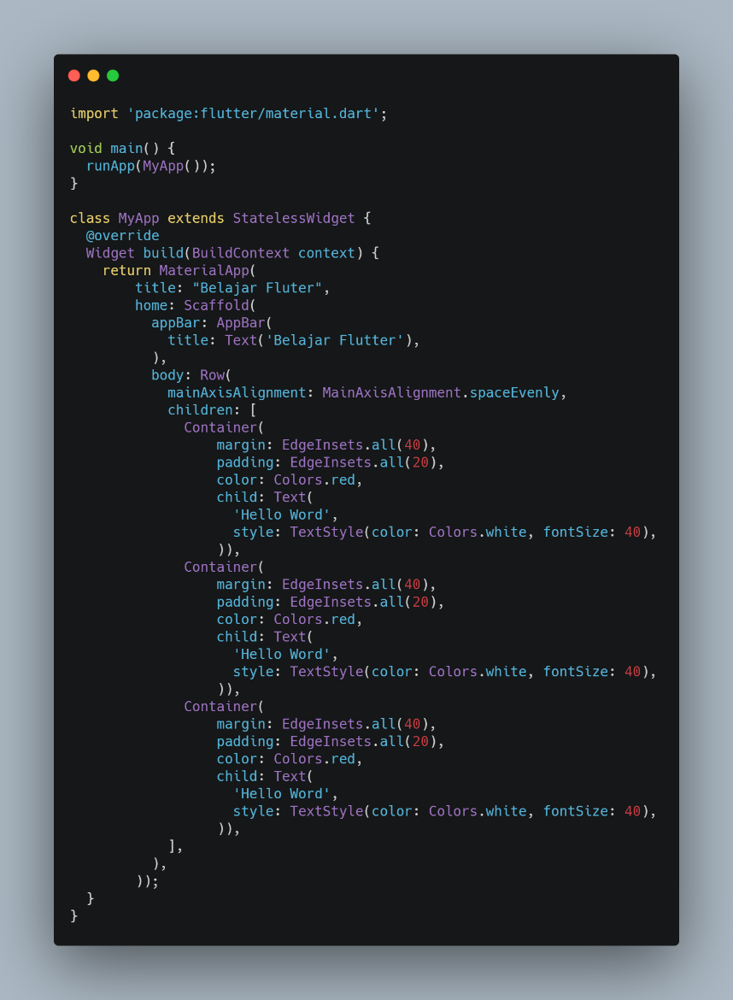 import 'package:flutter/material.dart';

void main() {
  runApp(MyApp());
}

class MyApp extends StatelessWidget {
  @override
  Widget build(BuildContext context) {
    return MaterialApp(
        title: "Belajar Fluter",
        home: Scaffold(
          appBar: AppBar(
            title: Text('Belajar Flutter'),
          ),
          body: Row(
            mainAxisAlignment: MainAxisAlignment.spaceEvenly,
            children: [
              Container(
                  margin: EdgeInsets.all(40),
                  padding: EdgeInsets.all(20),
                  color: Colors.red,
                  child: Text(
                    'Hello Word',
                    style: TextStyle(color: Colors.white, fontSize: 40),
                  )),
              Container(
                  margin: EdgeInsets.all(40),
                  padding: EdgeInsets.all(20),
                  color: Colors.red,
                  child: Text(
                    'Hello Word',
                    style: TextStyle(color: Colors.white, fontSize: 40),
                  )),
              Container(
                  margin: EdgeInsets.all(40),
                  padding: EdgeInsets.all(20),
                  color: Colors.red,
                  child: Text(
                    'Hello Word',
                    style: TextStyle(color: Colors.white, fontSize: 40),
                  )),
            ],
          ),
        ));
  }
}